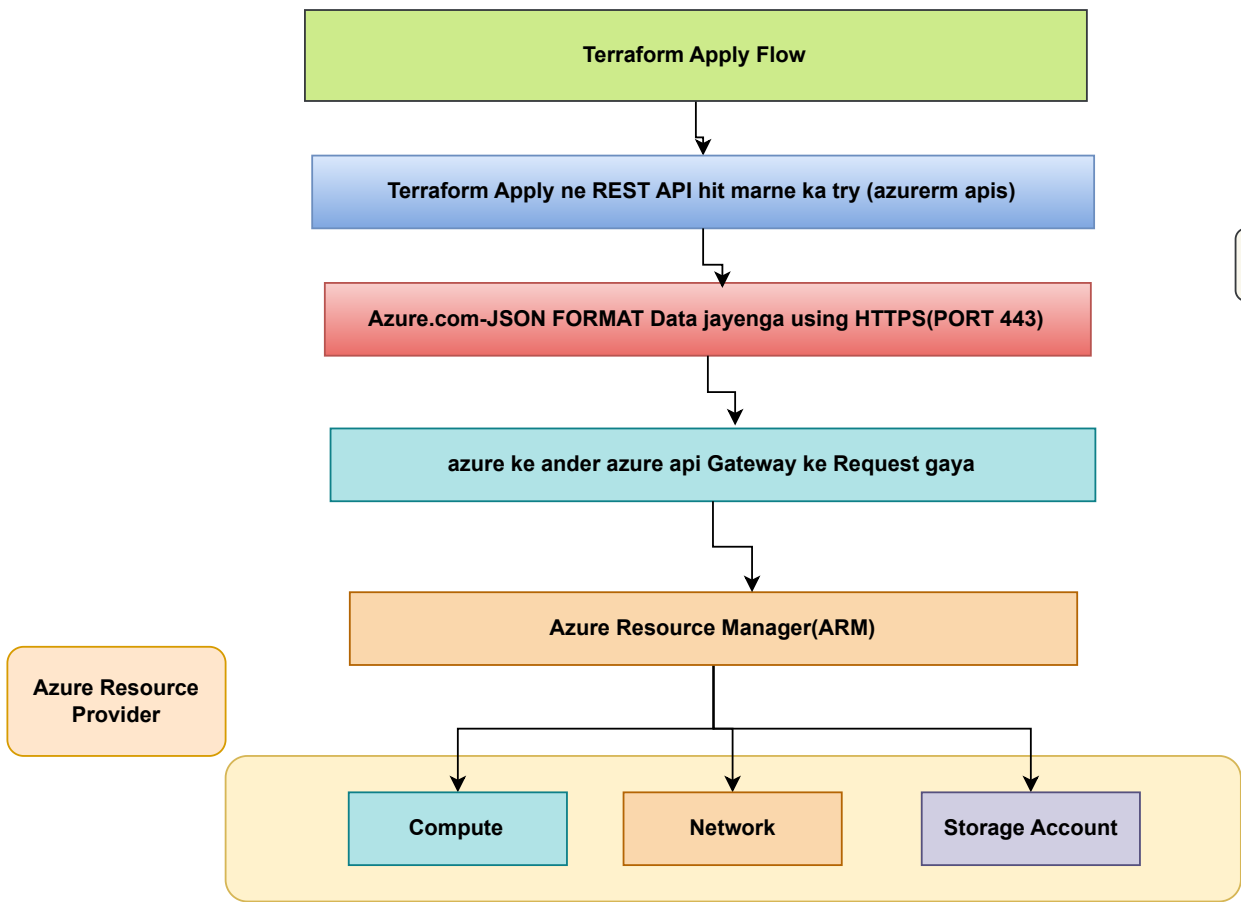 Terraform Apply Flow
Terraform Apply ne REST API hit marne ka try (azurerm apis)
Azure.com-JSON FORMAT Data jayenga using HTTPS(PORT 443)
azure ke ander azure api Gateway ke Request gaya
Azure Resource Manager(ARM)
Azure Resource
Provider
Compute
Network
Storage Account